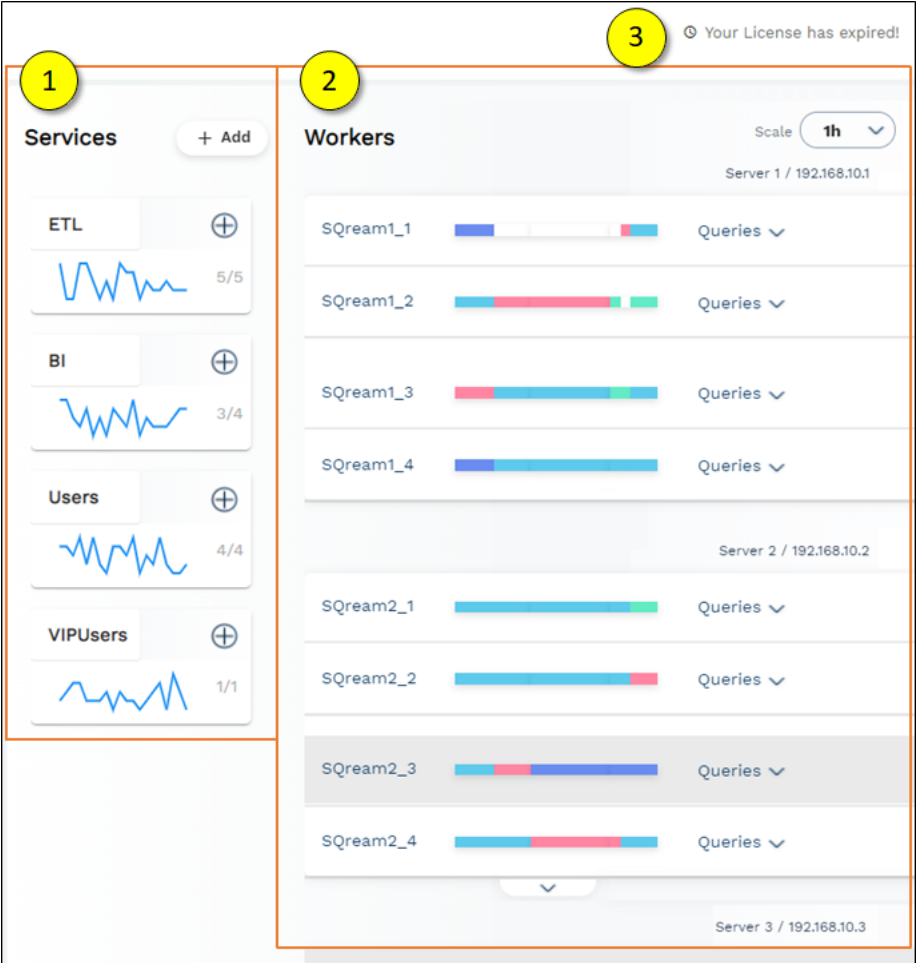 3
Your License has expired!
1
2
Services
+ Add
Workers
Scale
1h
Server 1 / 192.168.10.1
ETL
5/5
BI
3/4
Users
4/4
VIPUsers
1/1
SQream1_1
Queries
SQream1_2
Queries
SQream1_3
Queries
SQream1_4
Queries
Server 2 / 192.168.10.2
SQream2_1
Queries
SQream2_2
Queries
SQream2_3
Queries
SQream2_4
Queries
Server 3 / 192.168.10.3